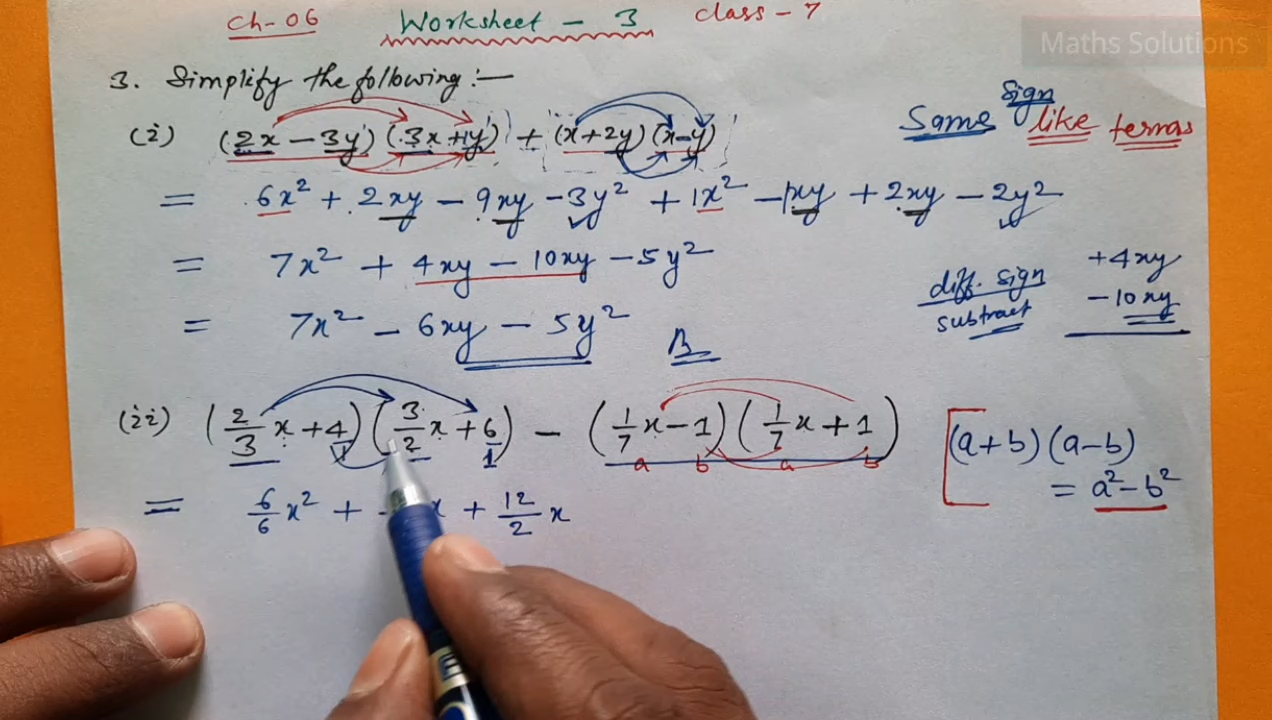 Ch-06 Worksheet - 3 class - 7
Maths Solutions
3. Simplify the following :-
(i) (2x - 3y) (3x + 1y) + (x + 2y) (x - y)
Same sign like terms
= 6x² + 2xy - 9xy - 3y² + 1x² - 1xy + 2xy - 2y²
= 7x² + 4xy - 10xy - 5y²
diff. sign subtract
+4xy
-10xy
= 7x² - 6xy - 5y²
(ii) (2/3 x + 4/1) (3/2 x + 6/1) - (1/7 x - 1) (1/7 x + 1)
a b a b
(a+b) (a-b)
= a² - b²
= 6/6 x² + x + 12/2 x